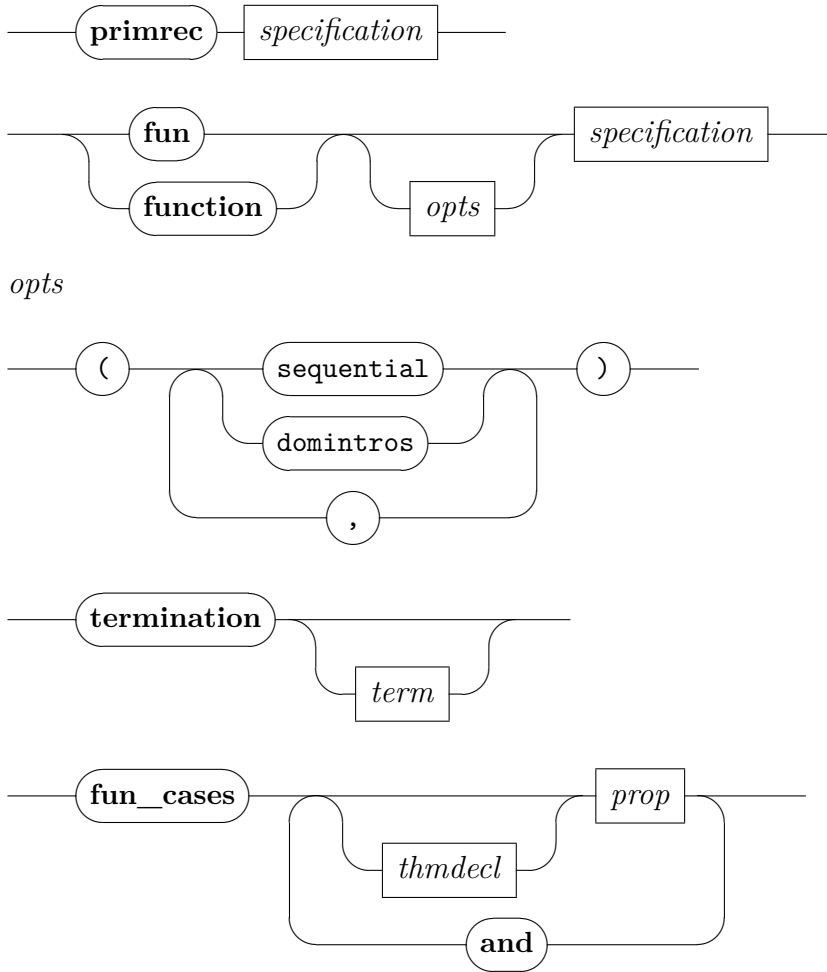 primrec specification
fun specification
function opts
opts
( sequential )
domintros
,
termination
term
fun_cases prop
thmdecl
and